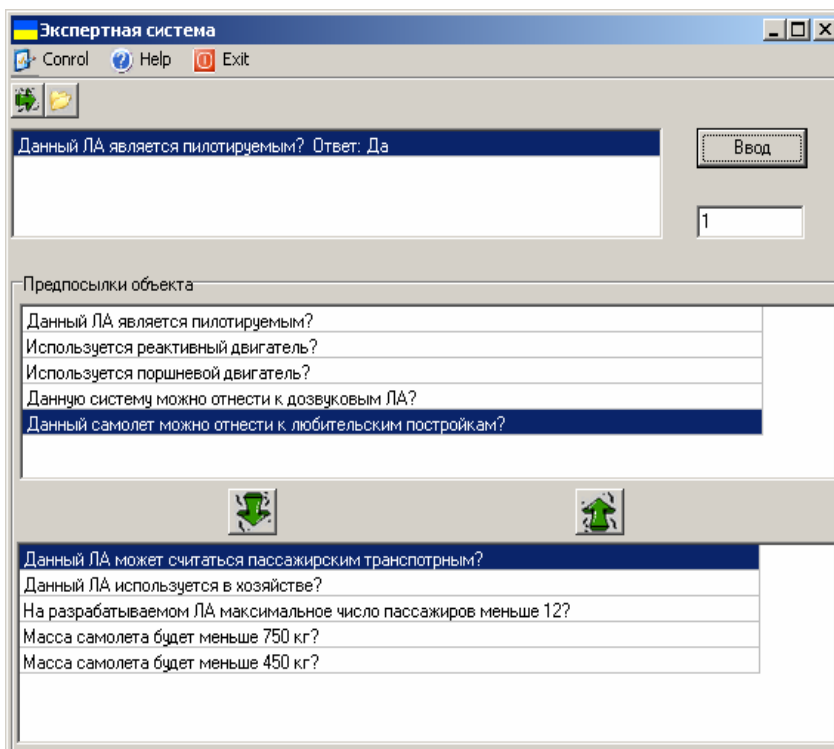 Экспертная система
Conrol Help Exit
Данный ЛА является пилотируемым? Ответ: Да
Ввод
1
Предпосылки объекта
Данный ЛА является пилотируемым?
Используется реактивный двигатель?
Используется поршневой двигатель?
Данную систему можно отнести к дозвуковым ЛА?
Данный самолет можно отнести к любительским постройкам?
Данный ЛА может считаться пассажирским транспотрным?
Данный ЛА используется в хозяйстве?
На разрабатываемом ЛА максимальное число пассажиров меньше 12?
Масса самолета будет меньше 750 кг?
Масса самолета будет меньше 450 кг?